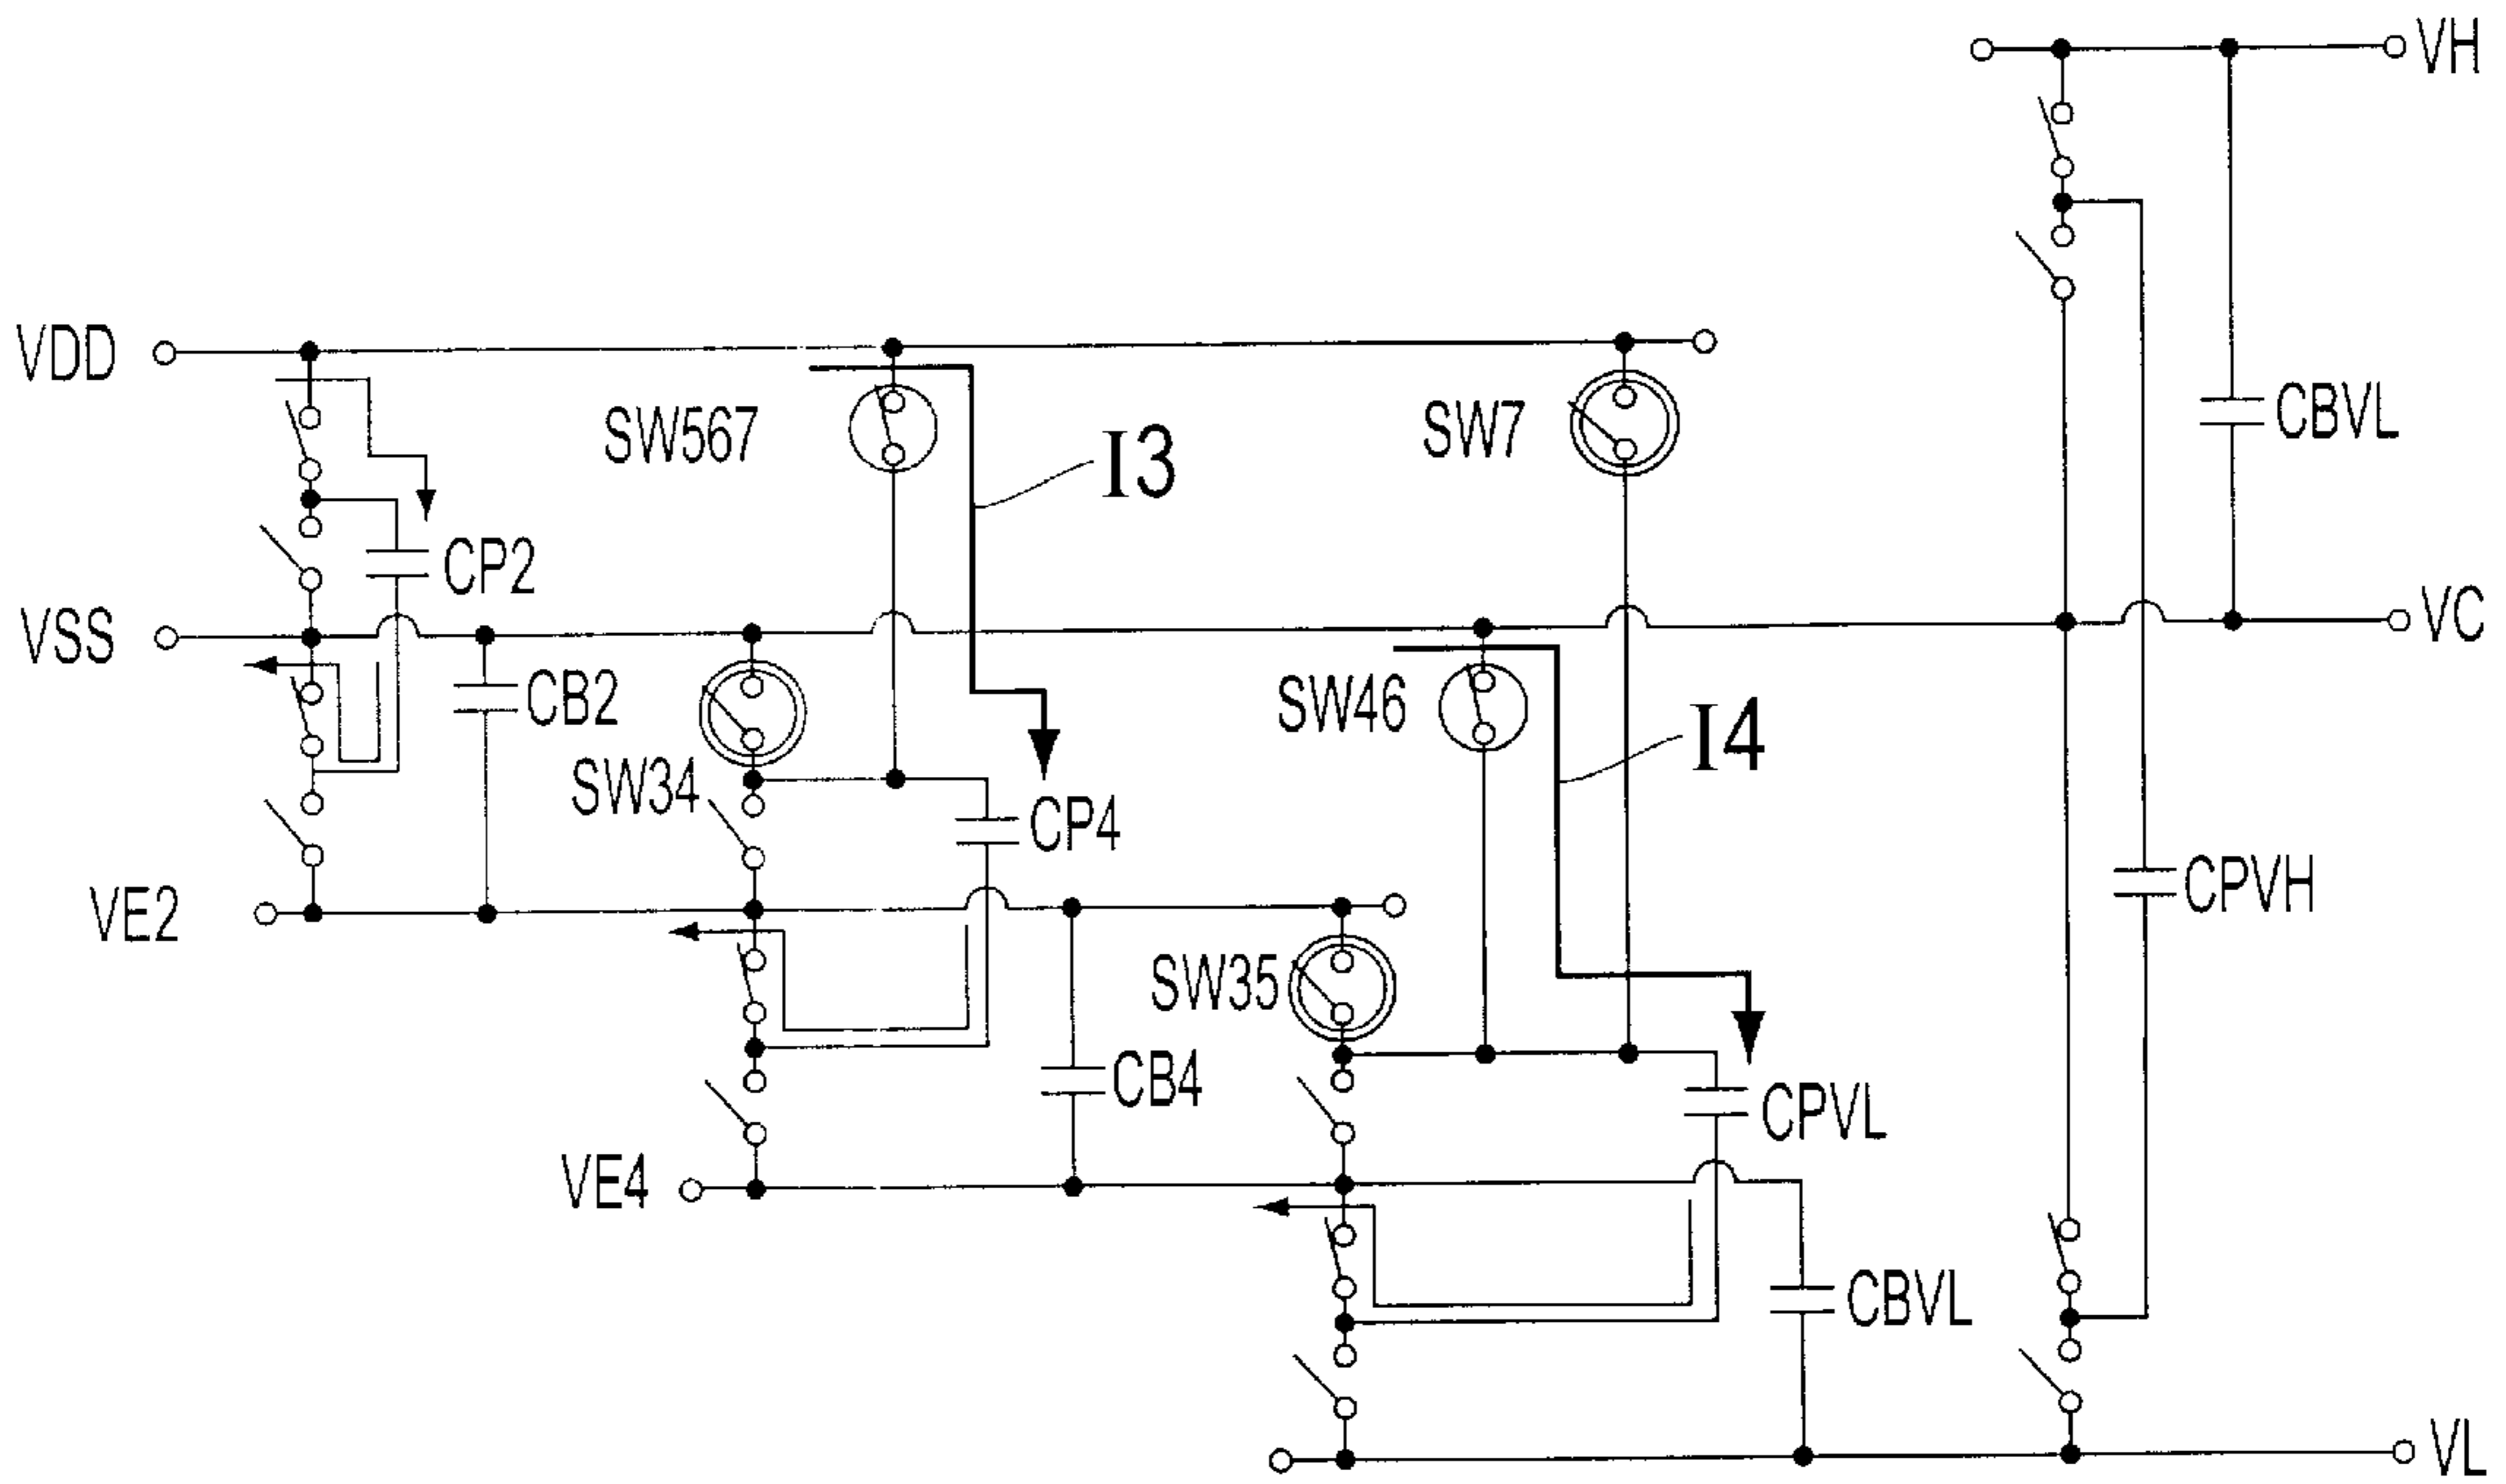 VH
VDD
SW567
I3
SW7
CBVL
CP2
VSS
VC
CB2
SW34
SW46
I4
CP4
CPVH
VE2
SW35
CB4
CPVL
VE4
CBVL
VL